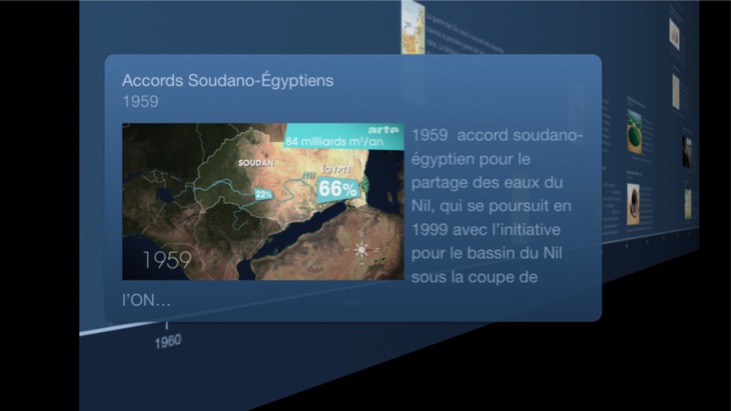 Accords Soudano-Égyptiens
1959
arte
84 milliards m³/an
SOUDAN
ÉGYPTE
22%
66%
1959
1959 accord soudano-
égyptien pour le
partage des eaux du
Nil, qui se poursuit en
1999 avec l'initiative
pour le bassin du Nil
sous la coupe de
l'ON...
1960